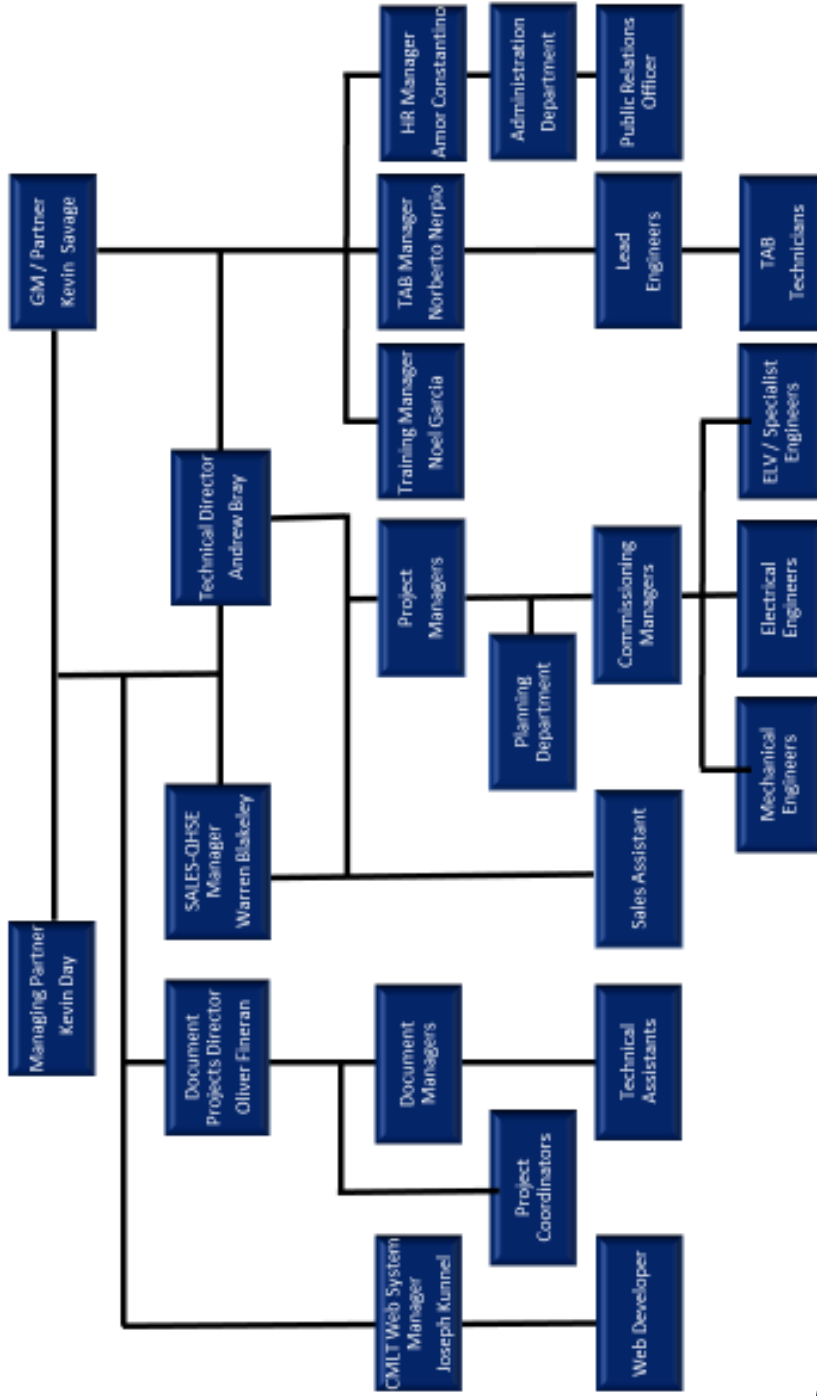 Managing Partner
Kevin Day
GM / Partner
Kevin Savage
Document
Projects Director
Oliver Fineran
SALES-QHSE
Manager
Warren Blakeley
Technical Director
Andrew Bray
CMLT Web System
Manager
Joseph Kunnel
Document
Managers
Project
Managers
Training Manager
Noel Garcia
TAB Manager
Norberto Nerpio
HR Manager
Amor Constantino
Project
Coordinators
Planning
Department
Administration
Department
Web Developer
Technical
Assistants
Sales Assistant
Commissioning
Managers
Lead
Engineers
Public Relations
Officer
Mechanical
Engineers
Electrical
Engineers
ELV / Specialist
Engineers
TAB
Technicians